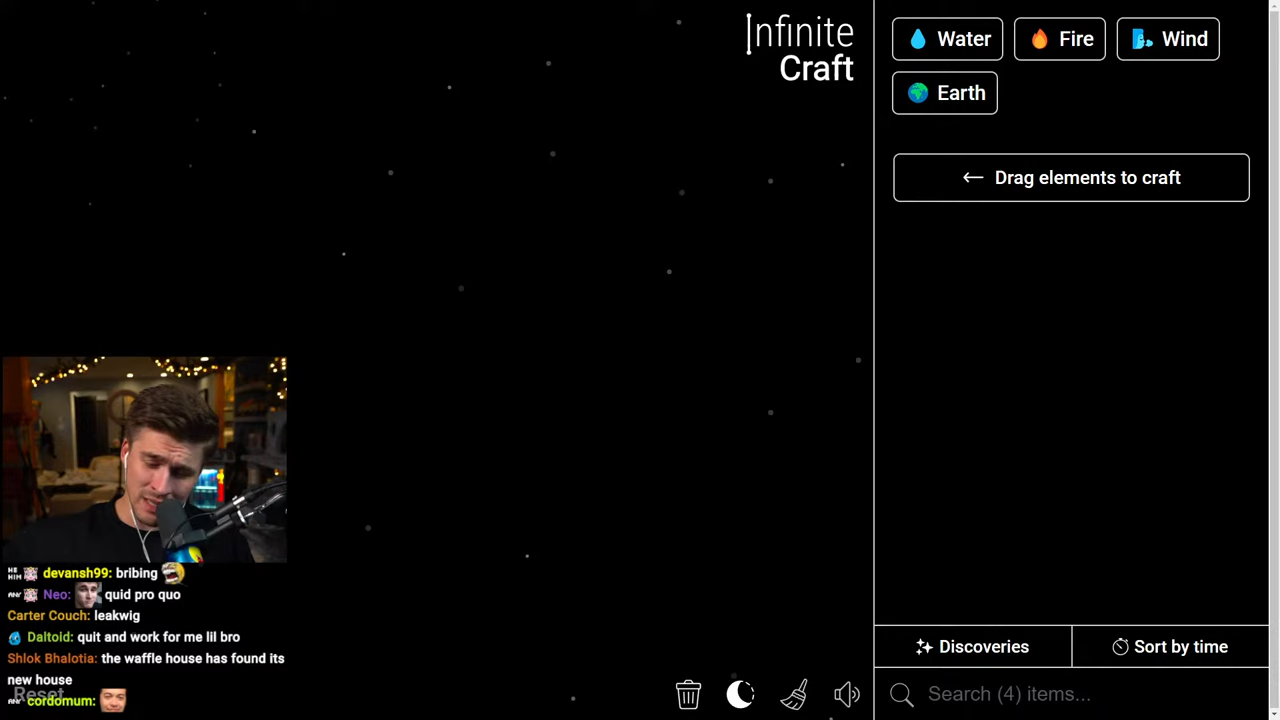 Infinite
Craft
Water
Fire
Wind
Earth
← Drag elements to craft
devansh99: bribing
Neo: quid pro quo
Carter Couch: leakwig
Daltoid: quit and work for me lil bro
Shlok Bhalotia: the waffle house has found its
new house
Reset
cordomum:
Discoveries
Sort by time
Search (4) items...